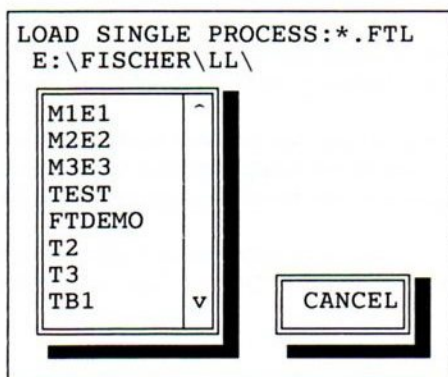 LOAD SINGLE PROCESS:*.FTL
E:\FISCHER\LL\
M1E1
M2E2
M3E3
TEST
FTDEMO
T2
T3
TB1 v
CANCEL